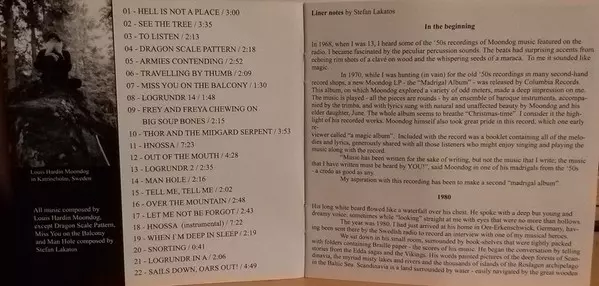 Louis Hardin Moondog
in Katrineholm, Sweden
All music composed by
Louis Hardin Moondog,
except Dragon Scale Pattern,
Miss You on the Balcony
and Man Hole composed by
Stefan Lakatos
01 - HELL IS NOT A PLACE / 3:00
02 - SEE THE TREE / 3:35
03 - TO LISTEN / 2:13
04 - DRAGON SCALE PATTERN / 2:18
05 - ARMIES CONTENDING / 2:52
06 - TRAVELLING BY THUMB / 2:09
07 - MISS YOU ON THE BALCONY / 1:30
08 - LOGRUNDR 14 / 1:48
09 - FREY AND FREYA CHEWING ON
BIG SOUP BONES / 2:15
10 - THOR AND THE MIDGARD SERPENT / 3:53
11 - HNOSSA / 7:23
12 - OUT OF THE MOUTH / 4:28
13 - LOGRUNDR 2 / 2:35
14 - MAN HOLE / 2:16
15 - TELL ME, TELL ME / 2:02
16 - OVER THE MOUNTAIN / 2:48
17 - LET ME NOT BE FORGOT / 2:43
18 - HNOSSA (instrumental) / 7:22
19 - WHEN I'M DEEP IN SLEEP / 2:19
20 - SNORTING / 0:41
21 - LOGRUNDR IN A / 2:06
22 - SAILS DOWN, OARS OUT! / 4:49
Liner notes by Stefan Lakatos
In the beginning
In 1968, when I was 13, I heard some of the '50s recordings of Moondog music featured on the
radio. I became fascinated by the peculiar percussion sounds. The beats had surprising accents from
echoing rim shots of a clave on wood and the whispering seeds of a maraca. To me it sounded like
magic.
In 1970, while I was hunting (in vain) for the old '50s recordings in many second-hand
record shops, a new Moondog LP - the "Madrigal Album" - was released by Columbia Records.
This album, on which Moondog explored a variety of odd meters, made a deep impression on me.
The music is played - all the pieces are rounds - by an ensemble of baroque instruments, accompa-
nied by the trimba, and with lyrics sung with natural and unaffected beauty by Moondog and his
elder daughter, June. The whole album seems to breathe "Christmas-time". I consider it the high-
light of his recorded works. Moondog himself also took great pride in this record, which one early
re-
viewer called "a magic album". Included with the record was a booklet containing all of the melo-
dies and lyrics, generously shared with all those listeners who might enjoy singing and playing the
music along with the record.
"Music has been written for the sake of writing, but not the music that I write; the music
that I have written must be heard by YOU!", said Moondog in one of his madrigals from the '50s
- a credo as good as any.
My aspiration with this recording has been to make a second "madrigal album"
1980
His long white beard flowed like a waterfall over his chest. He spoke with a deep but young and
dreamy voice, sometimes while "looking" straight at me with eyes that were no more than hollows.
The year was 1980. I had just arrived at his home in Oer-Erkenschwick, Germany, hav-
ing been sent there by the Swedish radio to record an interview with one of my musical heroes.
We sat down in his small room, surrounded by book-shelves that were tightly packed
with folders containing Braille paper - the scores of his music. He began the conversation by telling
stories from the Edda sagas and the Vikings. His words painted pictures of the deep forests of Scan-
dinavia, the myriad misty lakes and rivers and the thousands of islands of the Roslagen archipelago
in the Baltic Sea. Scandinavia is a land surrounded by water - easily navigated by the great wooden